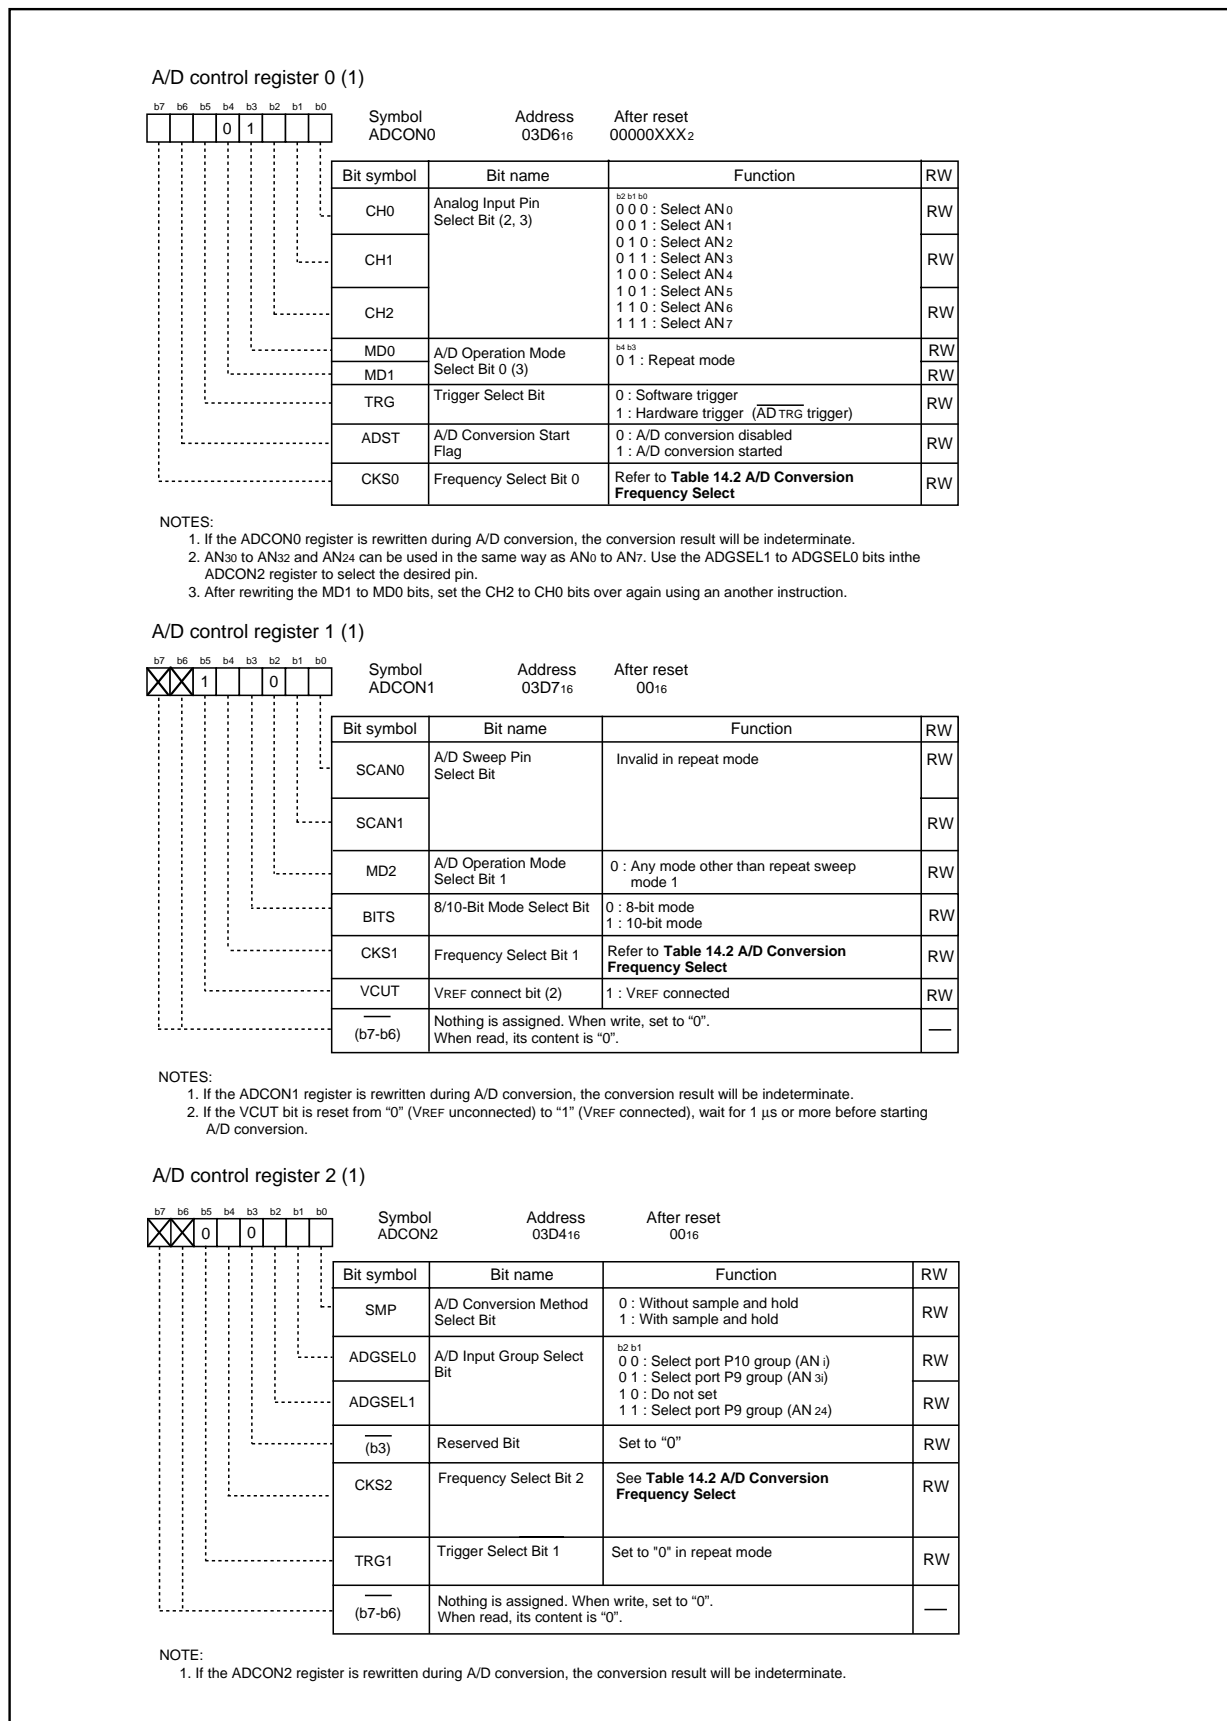 A/D control register 0 (1)
b7 b6 b5 b4 b3 b2 b1 b0
0 1
Symbol Address After reset
ADCON0 03D616 00000XXX2
Bit symbol Bit name Function RW
CH0 Analog Input Pin
Select Bit (2, 3) b2 b1 b0
0 0 0 : Select AN0 RW
0 0 1 : Select AN1
0 1 0 : Select AN2
CH1 0 1 1 : Select AN3 RW
1 0 0 : Select AN4
1 0 1 : Select AN5
CH2 1 1 0 : Select AN6 RW
1 1 1 : Select AN7
MD0 A/D Operation Mode
Select Bit 0 (3) b4 b3
0 1 : Repeat mode RW
MD1 RW
TRG Trigger Select Bit 0 : Software trigger
1 : Hardware trigger (ADTRG trigger) RW
ADST A/D Conversion Start
Flag 0 : A/D conversion disabled
1 : A/D conversion started RW
CKS0 Frequency Select Bit 0 Refer to Table 14.2 A/D Conversion
Frequency Select RW
NOTES:
1. If the ADCON0 register is rewritten during A/D conversion, the conversion result will be indeterminate.
2. AN30 to AN32 and AN24 can be used in the same way as AN0 to AN7. Use the ADGSEL1 to ADGSEL0 bits inthe
ADCON2 register to select the desired pin.
3. After rewriting the MD1 to MD0 bits, set the CH2 to CH0 bits over again using an another instruction.
A/D control register 1 (1)
b7 b6 b5 b4 b3 b2 b1 b0
1 0
Symbol Address After reset
ADCON1 03D716 0016
Bit symbol Bit name Function RW
SCAN0 A/D Sweep Pin
Select Bit Invalid in repeat mode RW
SCAN1 RW
MD2 A/D Operation Mode
Select Bit 1 0 : Any mode other than repeat sweep
mode 1 RW
BITS 8/10-Bit Mode Select Bit 0 : 8-bit mode
1 : 10-bit mode RW
CKS1 Frequency Select Bit 1 Refer to Table 14.2 A/D Conversion
Frequency Select RW
VCUT VREF connect bit (2) 1 : VREF connected RW
(b7-b6) Nothing is assigned. When write, set to “0”.
When read, its content is “0”. —
NOTES:
1. If the ADCON1 register is rewritten during A/D conversion, the conversion result will be indeterminate.
2. If the VCUT bit is reset from “0” (VREF unconnected) to “1” (VREF connected), wait for 1 µs or more before starting
A/D conversion.
A/D control register 2 (1)
b7 b6 b5 b4 b3 b2 b1 b0
0 0
Symbol Address After reset
ADCON2 03D416 0016
Bit symbol Bit name Function RW
SMP A/D Conversion Method
Select Bit 0 : Without sample and hold
1 : With sample and hold RW
ADGSEL0 A/D Input Group Select
Bit b2 b1
0 0 : Select port P10 group (ANi) RW
0 1 : Select port P9 group (AN3i)
ADGSEL1 1 0 : Do not set RW
1 1 : Select port P9 group (AN24)
(b3) Reserved Bit Set to “0” RW
CKS2 Frequency Select Bit 2 See Table 14.2 A/D Conversion
Frequency Select RW
TRG1 Trigger Select Bit 1 Set to "0" in repeat mode RW
(b7-b6) Nothing is assigned. When write, set to “0”.
When read, its content is “0”. —
NOTE:
1. If the ADCON2 register is rewritten during A/D conversion, the conversion result will be indeterminate.